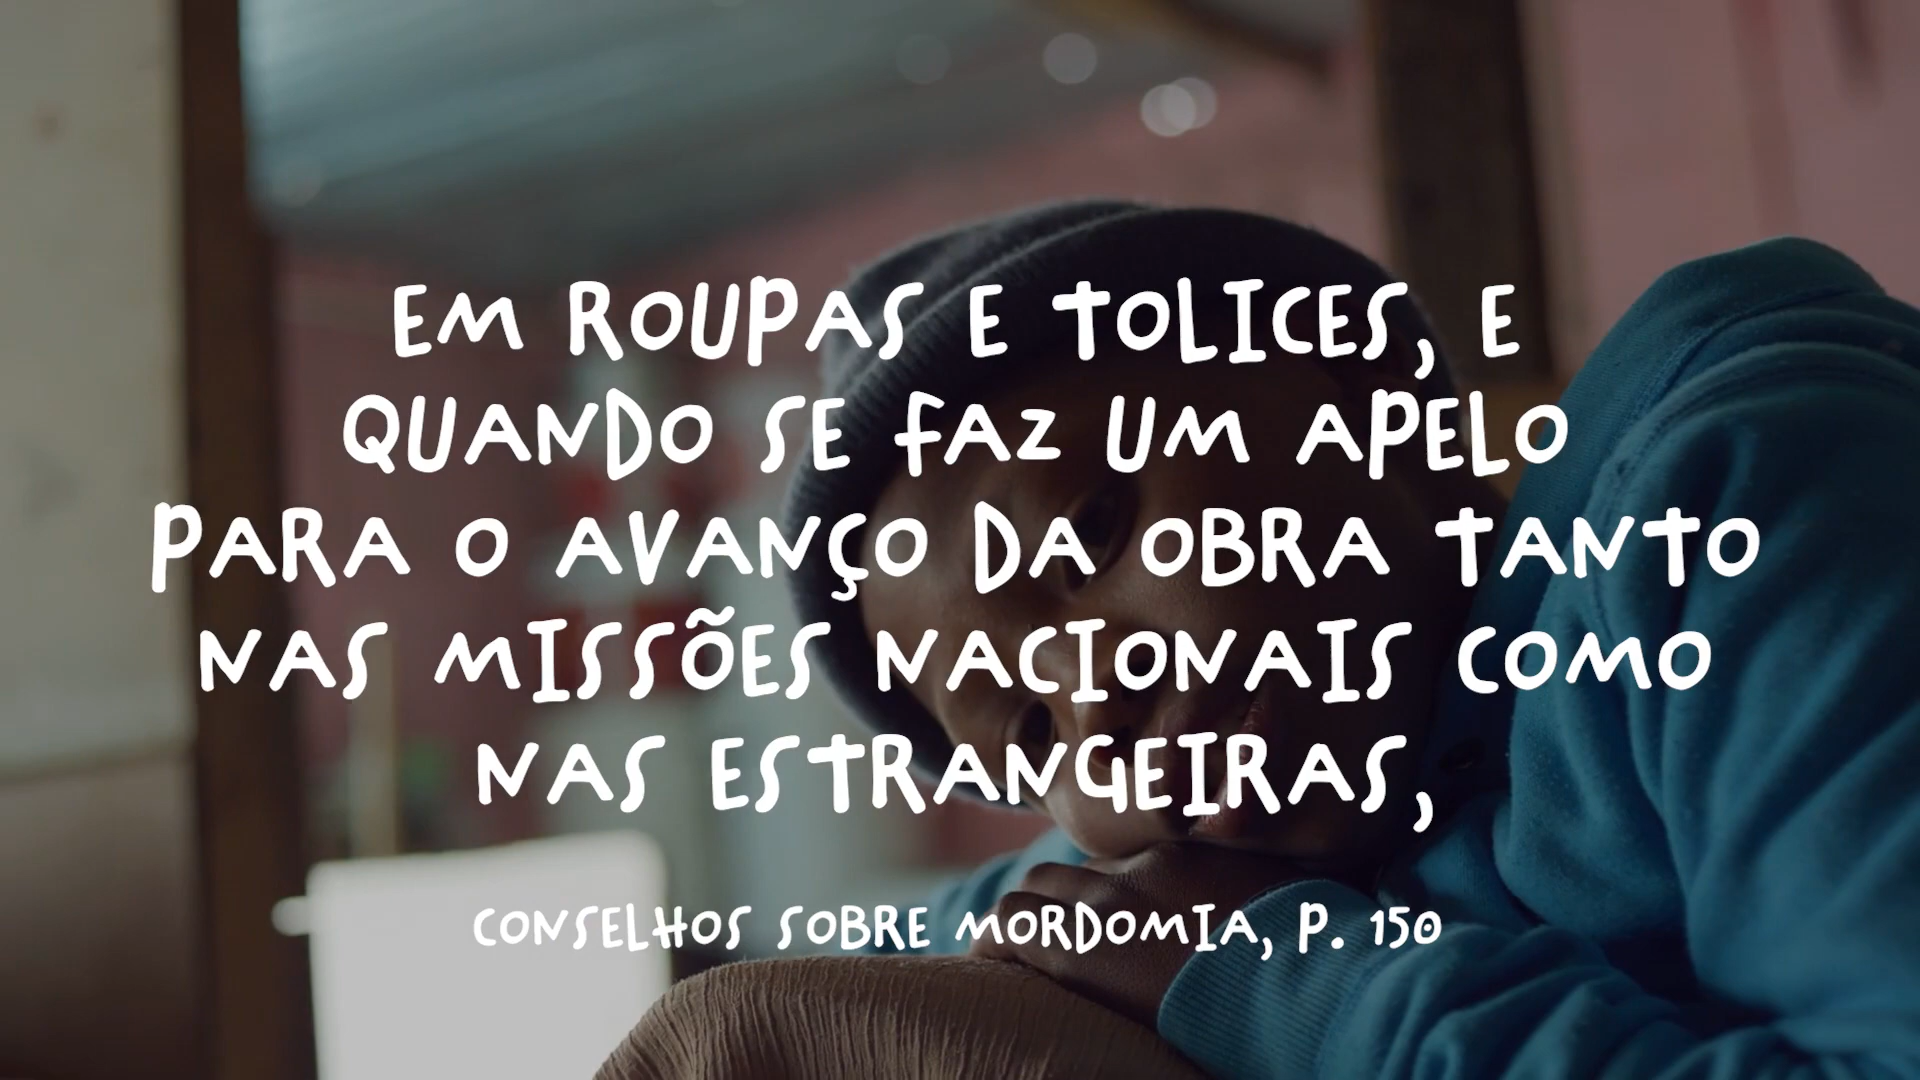 EM ROUPAS E TOLICES, E
QUANDO SE FAZ UM APELO
PARA O AVANÇO DA OBRA TANTO
NAS MISSÕES NACIONAIS COMO
NAS ESTRANGEIRAS,
CONSELHOS SOBRE MORDOMIA, P. 150